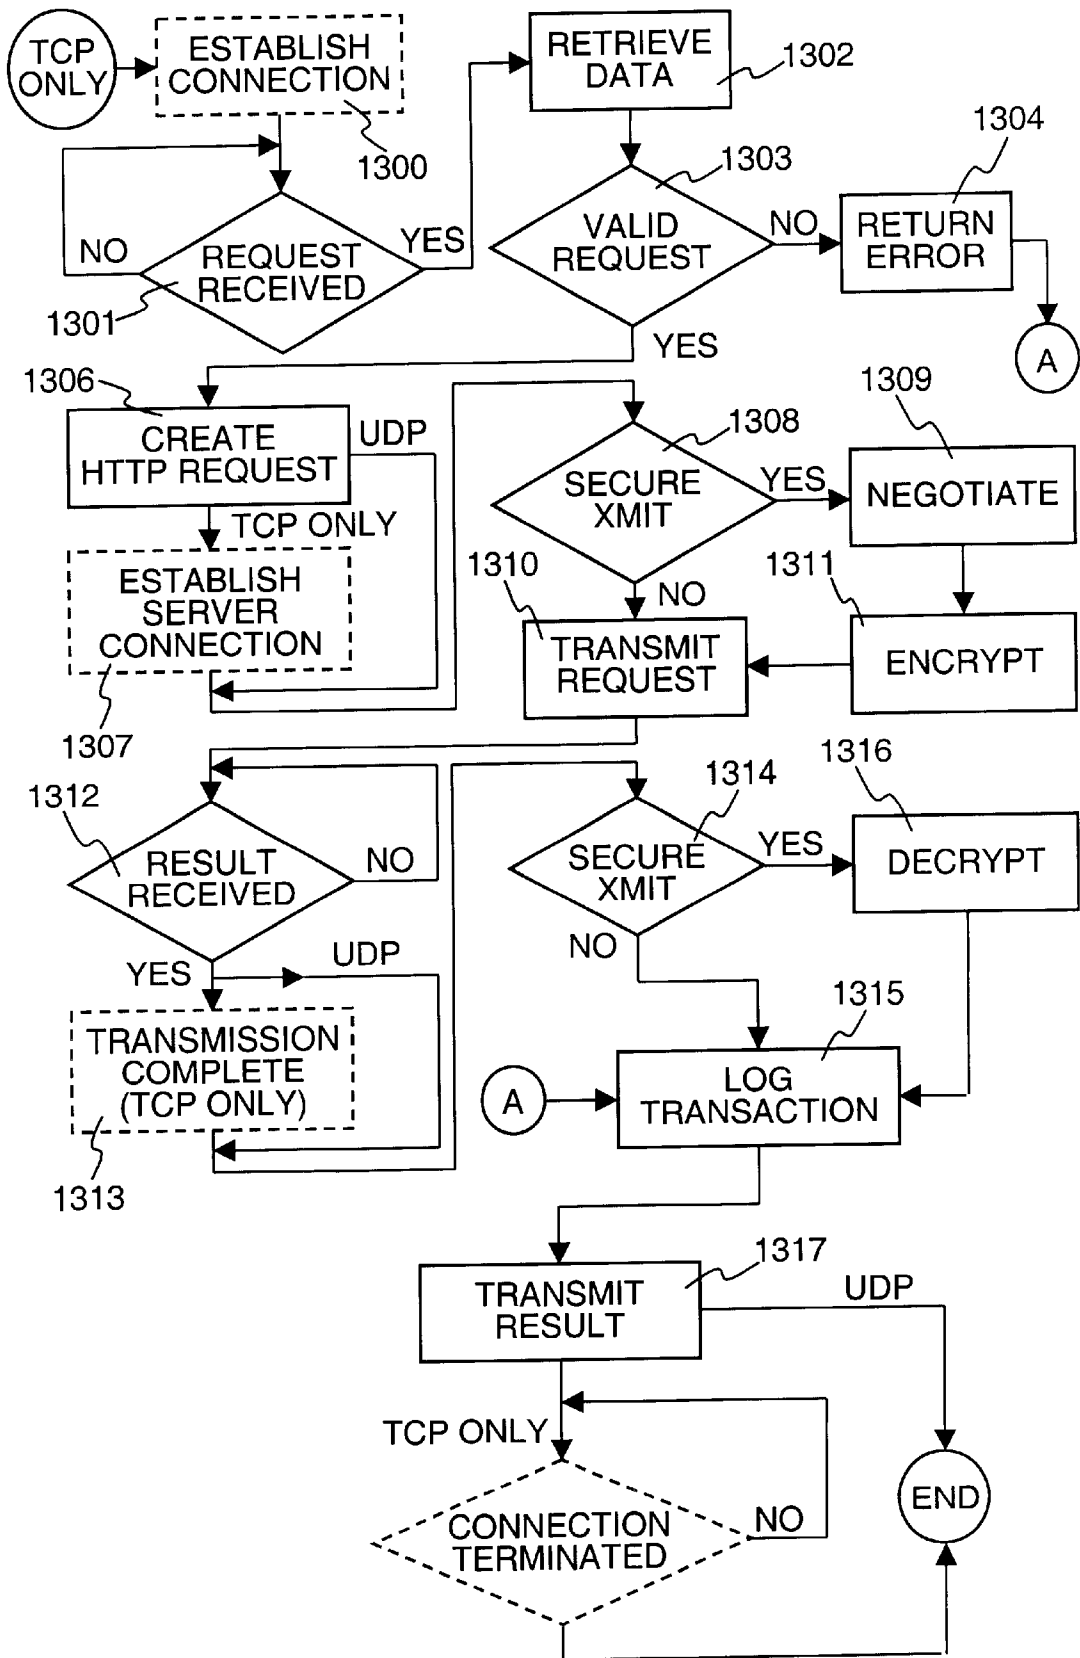 TCP
ONLY
ESTABLISH
CONNECTION
1300
RETRIEVE
DATA
1302
REQUEST
RECEIVED
NO
YES
1301
VALID
REQUEST
1303
NO
YES
RETURN
ERROR
1304
A
1306
CREATE
HTTP REQUEST
UDP
TCP ONLY
ESTABLISH
SERVER
CONNECTION
1307
SECURE
XMIT
1308
YES
NO
1309
NEGOTIATE
1310
TRANSMIT
REQUEST
1311
ENCRYPT
1312
RESULT
RECEIVED
NO
YES
UDP
TRANSMISSION
COMPLETE
(TCP ONLY)
1313
SECURE
XMIT
1314
YES
NO
1316
DECRYPT
1315
A
LOG
TRANSACTION
1317
TRANSMIT
RESULT
UDP
TCP ONLY
CONNECTION
TERMINATED
NO
END